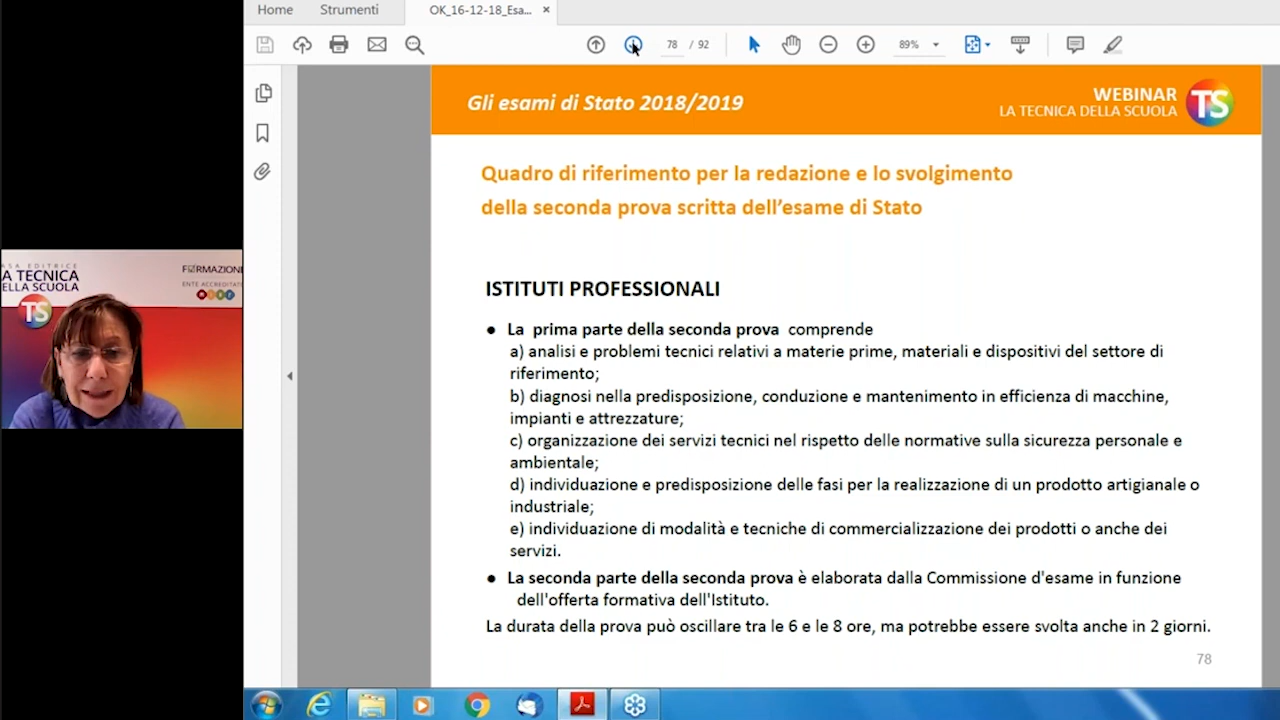 Home
Strumenti
OK_16-12-18_Esa...
78 / 92
89%
Gli esami di Stato 2018/2019
WEBINAR
LA TECNICA DELLA SCUOLA
TS
Quadro di riferimento per la redazione e lo svolgimento
della seconda prova scritta dell’esame di Stato
ISTITUTI PROFESSIONALI
● La prima parte della seconda prova comprende
a) analisi e problemi tecnici relativi a materie prime, materiali e dispositivi del settore di
riferimento;
b) diagnosi nella predisposizione, conduzione e mantenimento in efficienza di macchine,
impianti e attrezzature;
c) organizzazione dei servizi tecnici nel rispetto delle normative sulla sicurezza personale e
ambientale;
d) individuazione e predisposizione delle fasi per la realizzazione di un prodotto artigianale o
industriale;
e) individuazione di modalità e tecniche di commercializzazione dei prodotti o anche dei
servizi.
● La seconda parte della seconda prova è elaborata dalla Commissione d'esame in funzione
dell'offerta formativa dell'Istituto.
La durata della prova può oscillare tra le 6 e le 8 ore, ma potrebbe essere svolta anche in 2 giorni.
78
ASA EDITRICE
A TECNICA
ELLA SCUOLA
TS
FORMAZIONE
ENTE ACCREDITAT